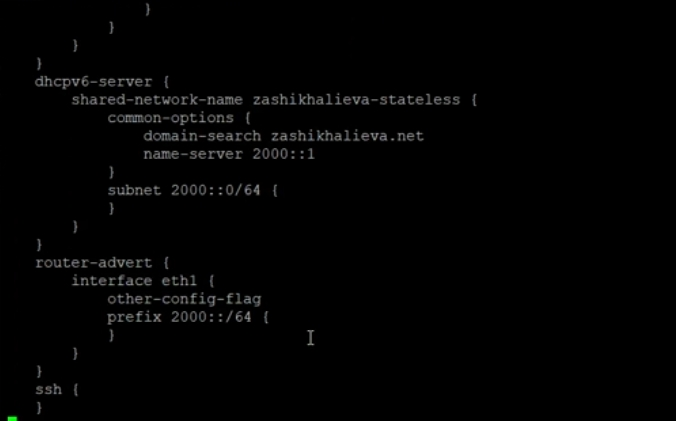 }
        }
    }
}
dhcpv6-server {
    shared-network-name zashikhalieva-stateless {
        common-options {
            domain-search zashikhalieva.net
            name-server 2000::1
        }
        subnet 2000::0/64 {
        }
    }
}
router-advert {
    interface eth1 {
        other-config-flag
        prefix 2000::/64 {
        }
    }
}
ssh {
}